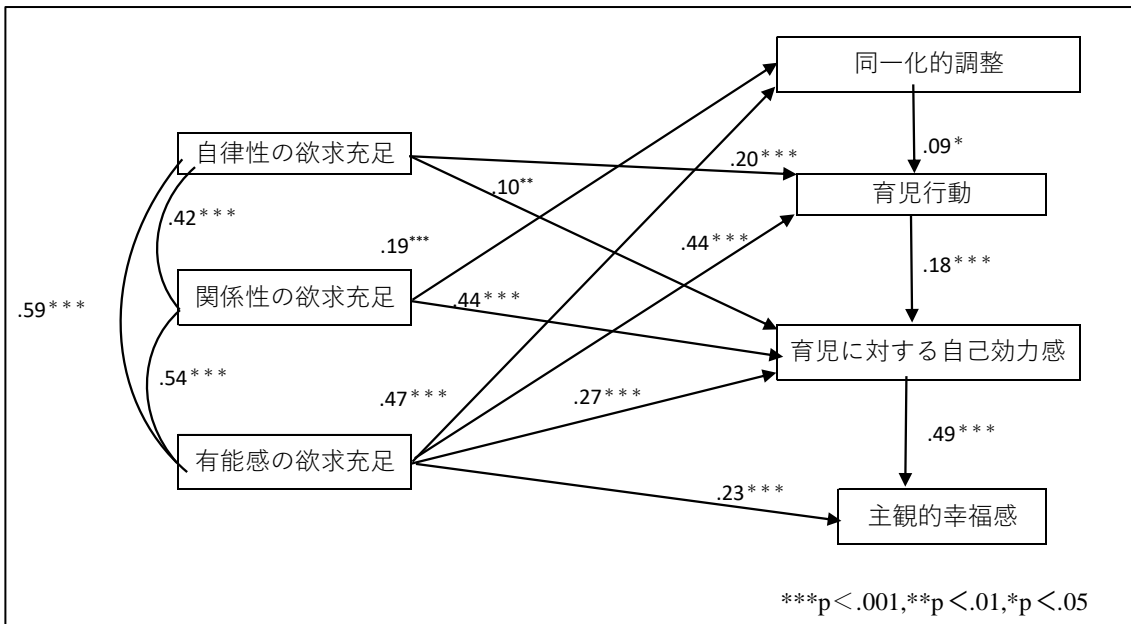 同一化的調整
自律性の欲求充足
.09*
.20***
.10**
育児行動
.42***
.19***
.44***
.18***
関係性の欲求充足
.44***
.59***
育児に対する自己効力感
.54***
.47***
.27***
.49***
有能感の欲求充足
.23***
主観的幸福感
***p<.001,**p<.01,*p<.05